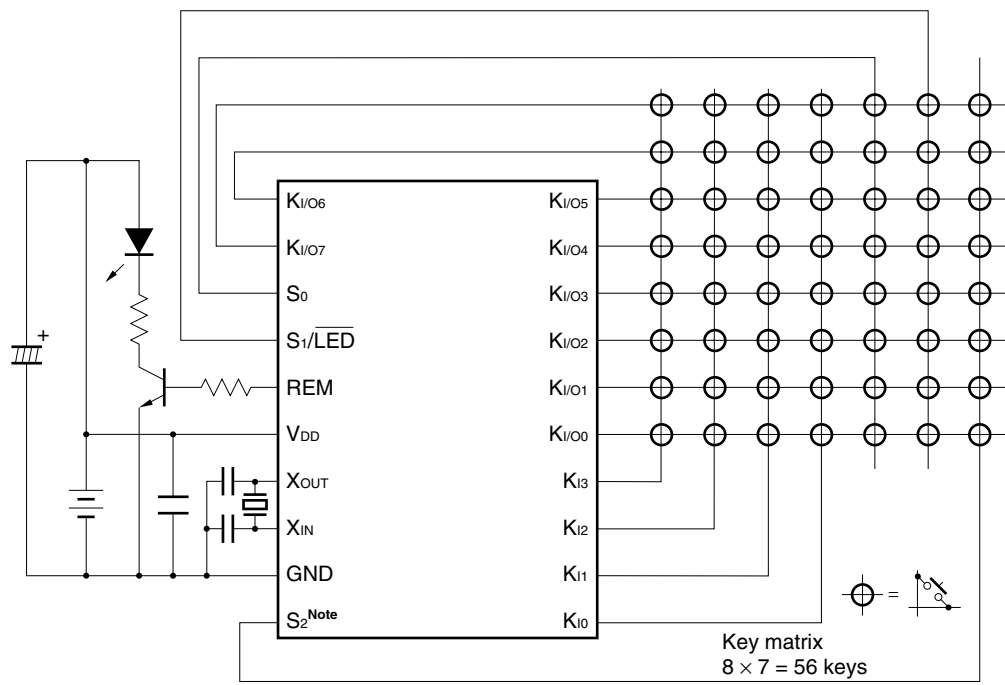 KI/O6 KI/O5
KI/O7 KI/O4
S0 KI/O3
S1/LED KI/O2
+
REM KI/O1
VDD KI/O0
XOUT KI3
XIN KI2
GND KI1
=
S2Note KI0
Key matrix
8 × 7 = 56 keys